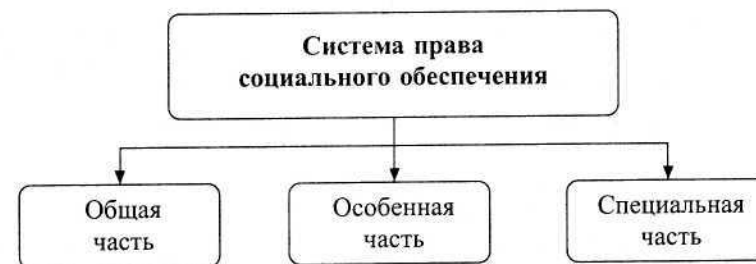 Система права
социального обеспечения
Общая
часть
Особенная
часть
Специальная
часть